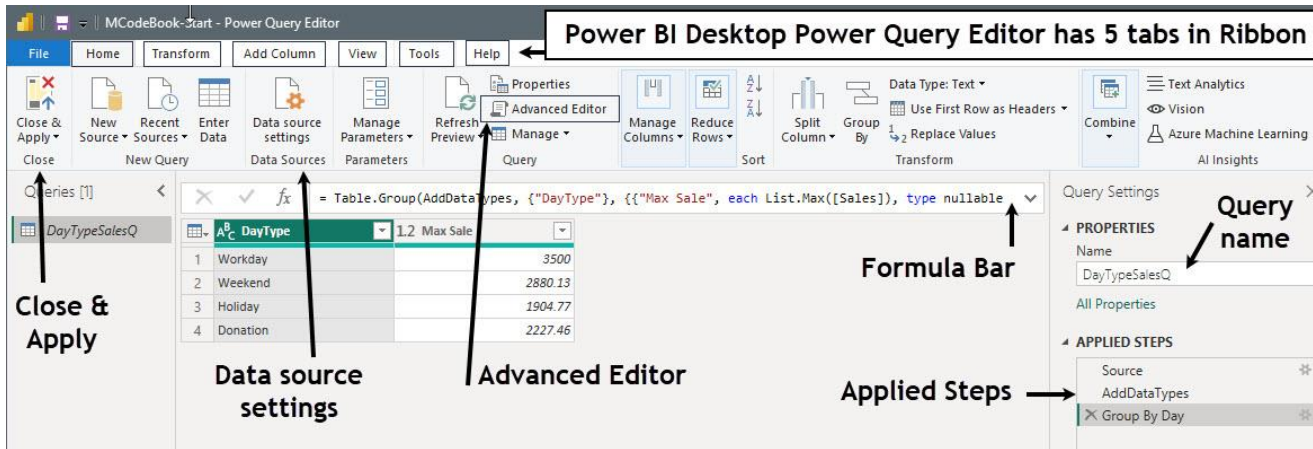 MCodeBook-Start - Power Query Editor
Power BI Desktop Power Query Editor has 5 tabs in Ribbon
File Home Transform Add Column View Tools Help
Close & Apply
New Source
Recent Sources
Enter Data
Data source settings
Manage Parameters
Refresh Preview
Properties
Advanced Editor
Manage
Manage Columns
Reduce Rows
Split Column
Group By
Data Type: Text
Use First Row as Headers
Replace Values
Combine
Text Analytics
Vision
Azure Machine Learning
Close New Query Data Sources Parameters Query Sort Transform AI Insights
Queries [1]
DayTypeSalesQ
fx = Table.Group(AddDataTypes, {"DayType"}, {{"Max Sale", each List.Max([Sales]), type nullable
ABC DayType 1.2 Max Sale
1 Workday 3500
2 Weekend 2880.13
3 Holiday 1904.77
4 Donation 2227.46
Close &
Apply
Data source
settings
Advanced Editor
Formula Bar
Applied Steps
Query Settings
Query
name
PROPERTIES
Name
DayTypeSalesQ
All Properties
APPLIED STEPS
Source
AddDataTypes
Group By Day